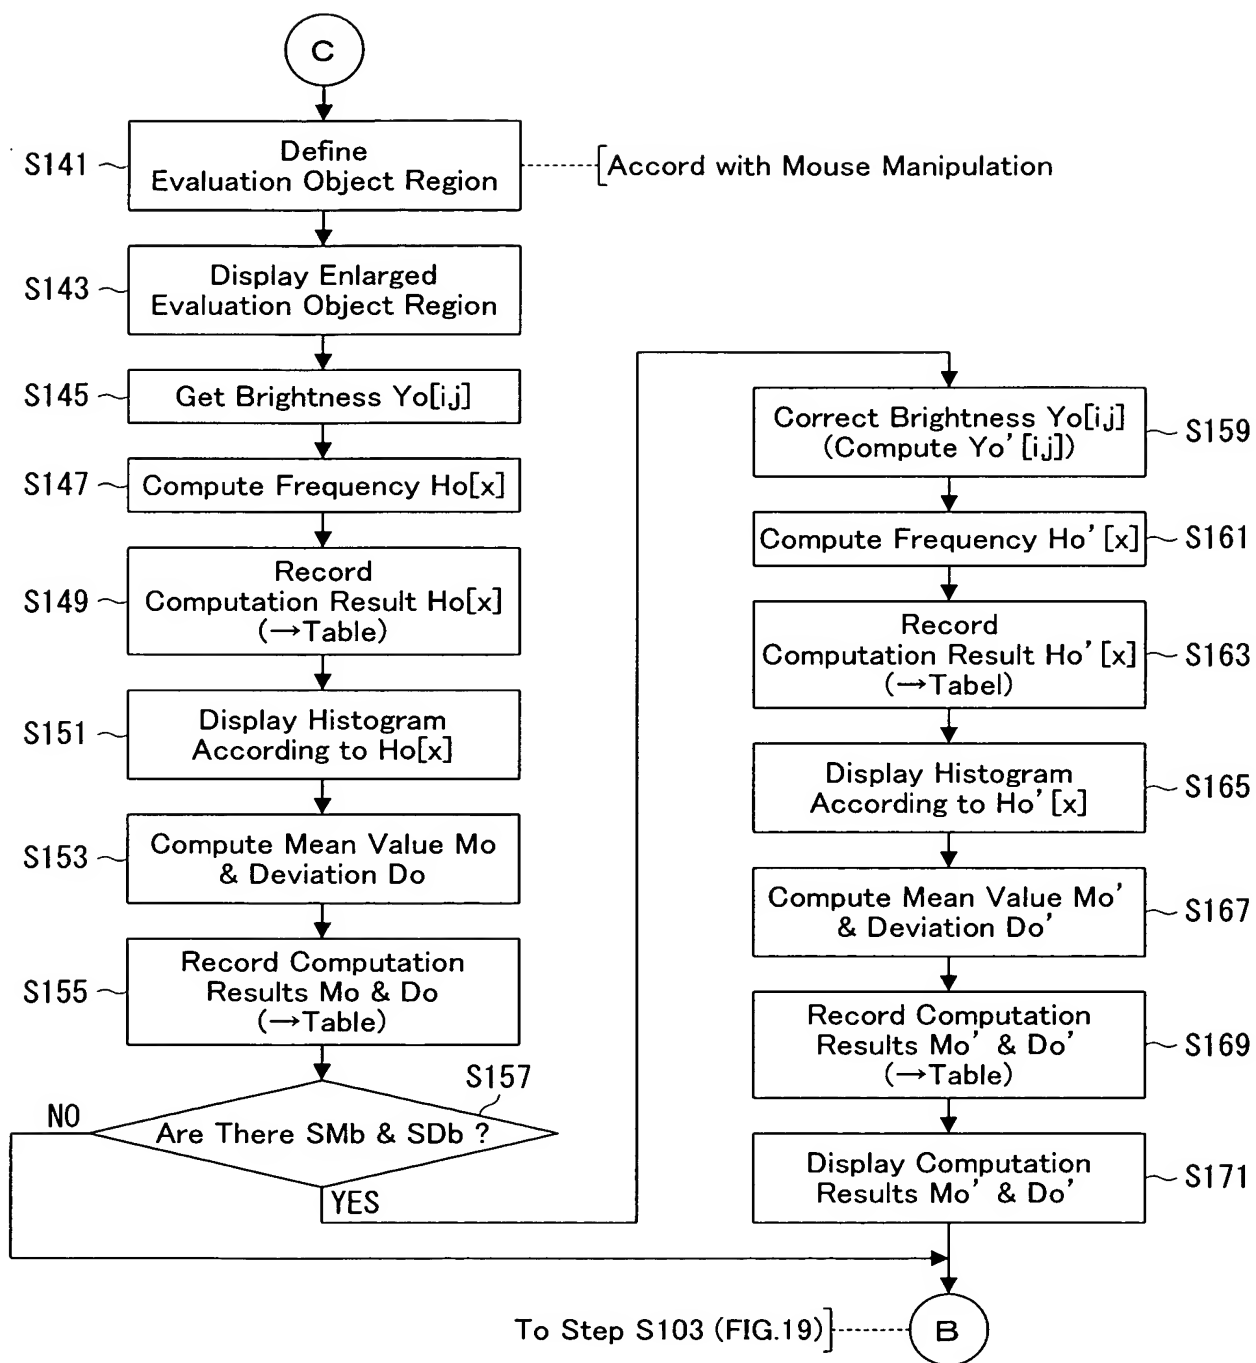 C
S141
Define
Evaluation Object Region
Accord with Mouse Manipulation
S143
Display Enlarged
Evaluation Object Region
S145
Get Brightness Yo[i,j]
S147
Compute Frequency Ho[x]
S149
Record
Computation Result Ho[x]
(→Table)
S151
Display Histogram
According to Ho[x]
S153
Compute Mean Value Mo
& Deviation Do
S155
Record Computation
Results Mo & Do
(→Table)
S157
NO
Are There SMb & SDb ?
YES
Correct Brightness Yo[i,j]
(Compute Yo' [i,j])
S159
Compute Frequency Ho' [x]
S161
Record
Computation Result Ho' [x]
(→Tabel)
S163
Display Histogram
According to Ho' [x]
S165
Compute Mean Value Mo'
& Deviation Do'
S167
Record Computation
Results Mo' & Do'
(→Table)
S169
Display Computation
Results Mo' & Do'
S171
To Step S103 (FIG.19)
B